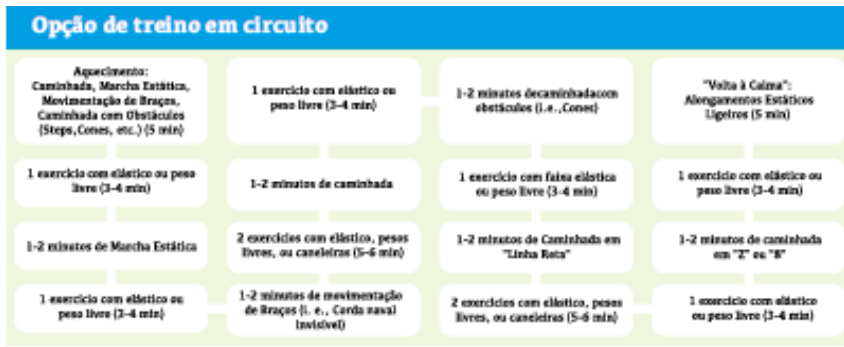 Opção de treino em circuito
Aquecimento:
Caminhada, Marcha Estática,
Movimentação de Braços,
Caminhada com Obstáculos
(Steps,Cones, etc.) (5 min)
1 exercício com elástico ou
peso livre (3-4 min)
1-2 minutos decaminhadacom
obstáculos (i.e.,Cones)
"Volta à Calma":
Alongamentos Estáticos
Ligeiros (5 min)
1 exercício com elástico ou peso
livre (3-4 min)
1-2 minutos de caminhada
1 exercício com faixa elástica
ou peso livre (3-4 min)
1 exercício com elástico ou
peso livre (3-4 min)
1-2 minutos de Marcha Estática
2 exercícios com elástico, pesos
livres, ou caneleiras (5-6 min)
1-2 minutos de Caminhada em
"Linha Reta"
1-2 minutos de caminhada
em "Z" ou "8"
1 exercício com elástico ou
peso livre (3-4 min)
1-2 minutos de movimentação
de Braços (i. e., Corda naval
invisível)
2 exercícios com elástico, pesos
livres, ou caneleiras (5-6 min)
1 exercício com elástico
ou peso livre (3-4 min)